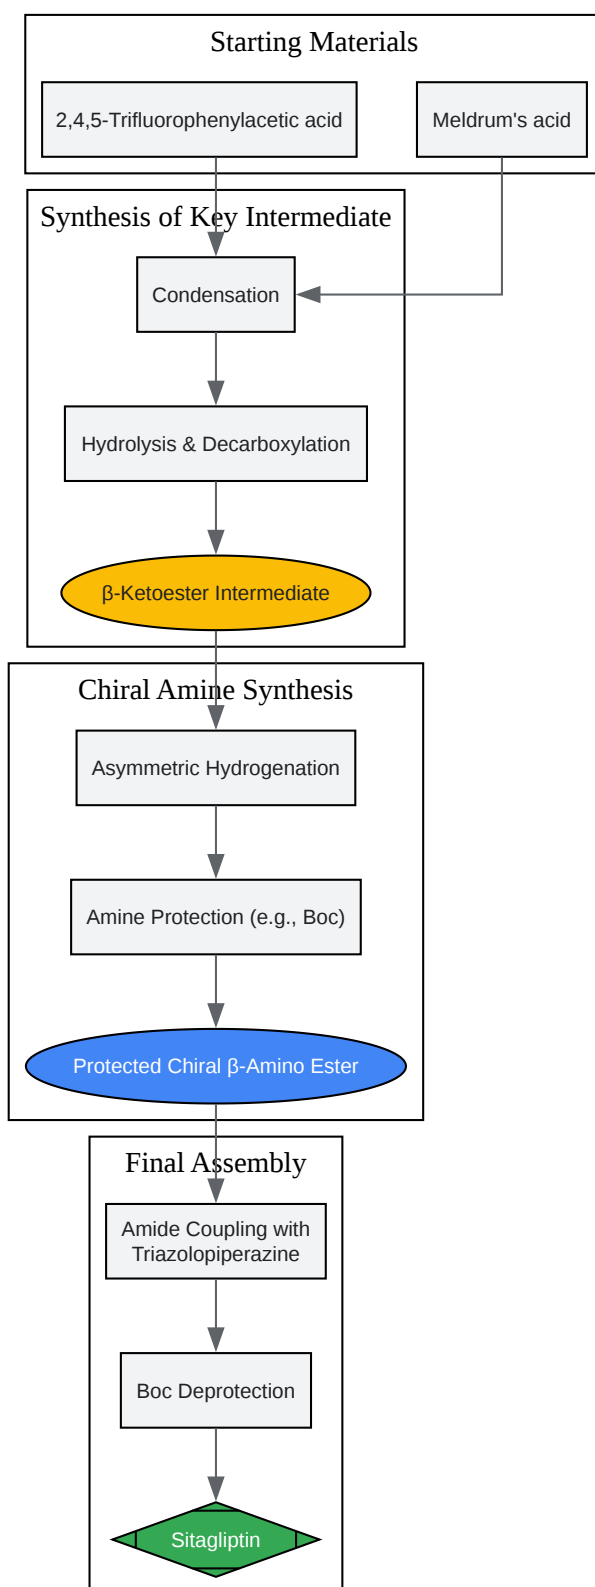 Starting Materials
2,4,5-Trifluorophenylacetic acid
Meldrum's acid
Synthesis of Key Intermediate
Condensation
Hydrolysis & Decarboxylation
β-Ketoester Intermediate
Chiral Amine Synthesis
Asymmetric Hydrogenation
Amine Protection (e.g., Boc)
Protected Chiral β-Amino Ester
Final Assembly
Amide Coupling with
Triazolopiperazine
Boc Deprotection
Sitagliptin